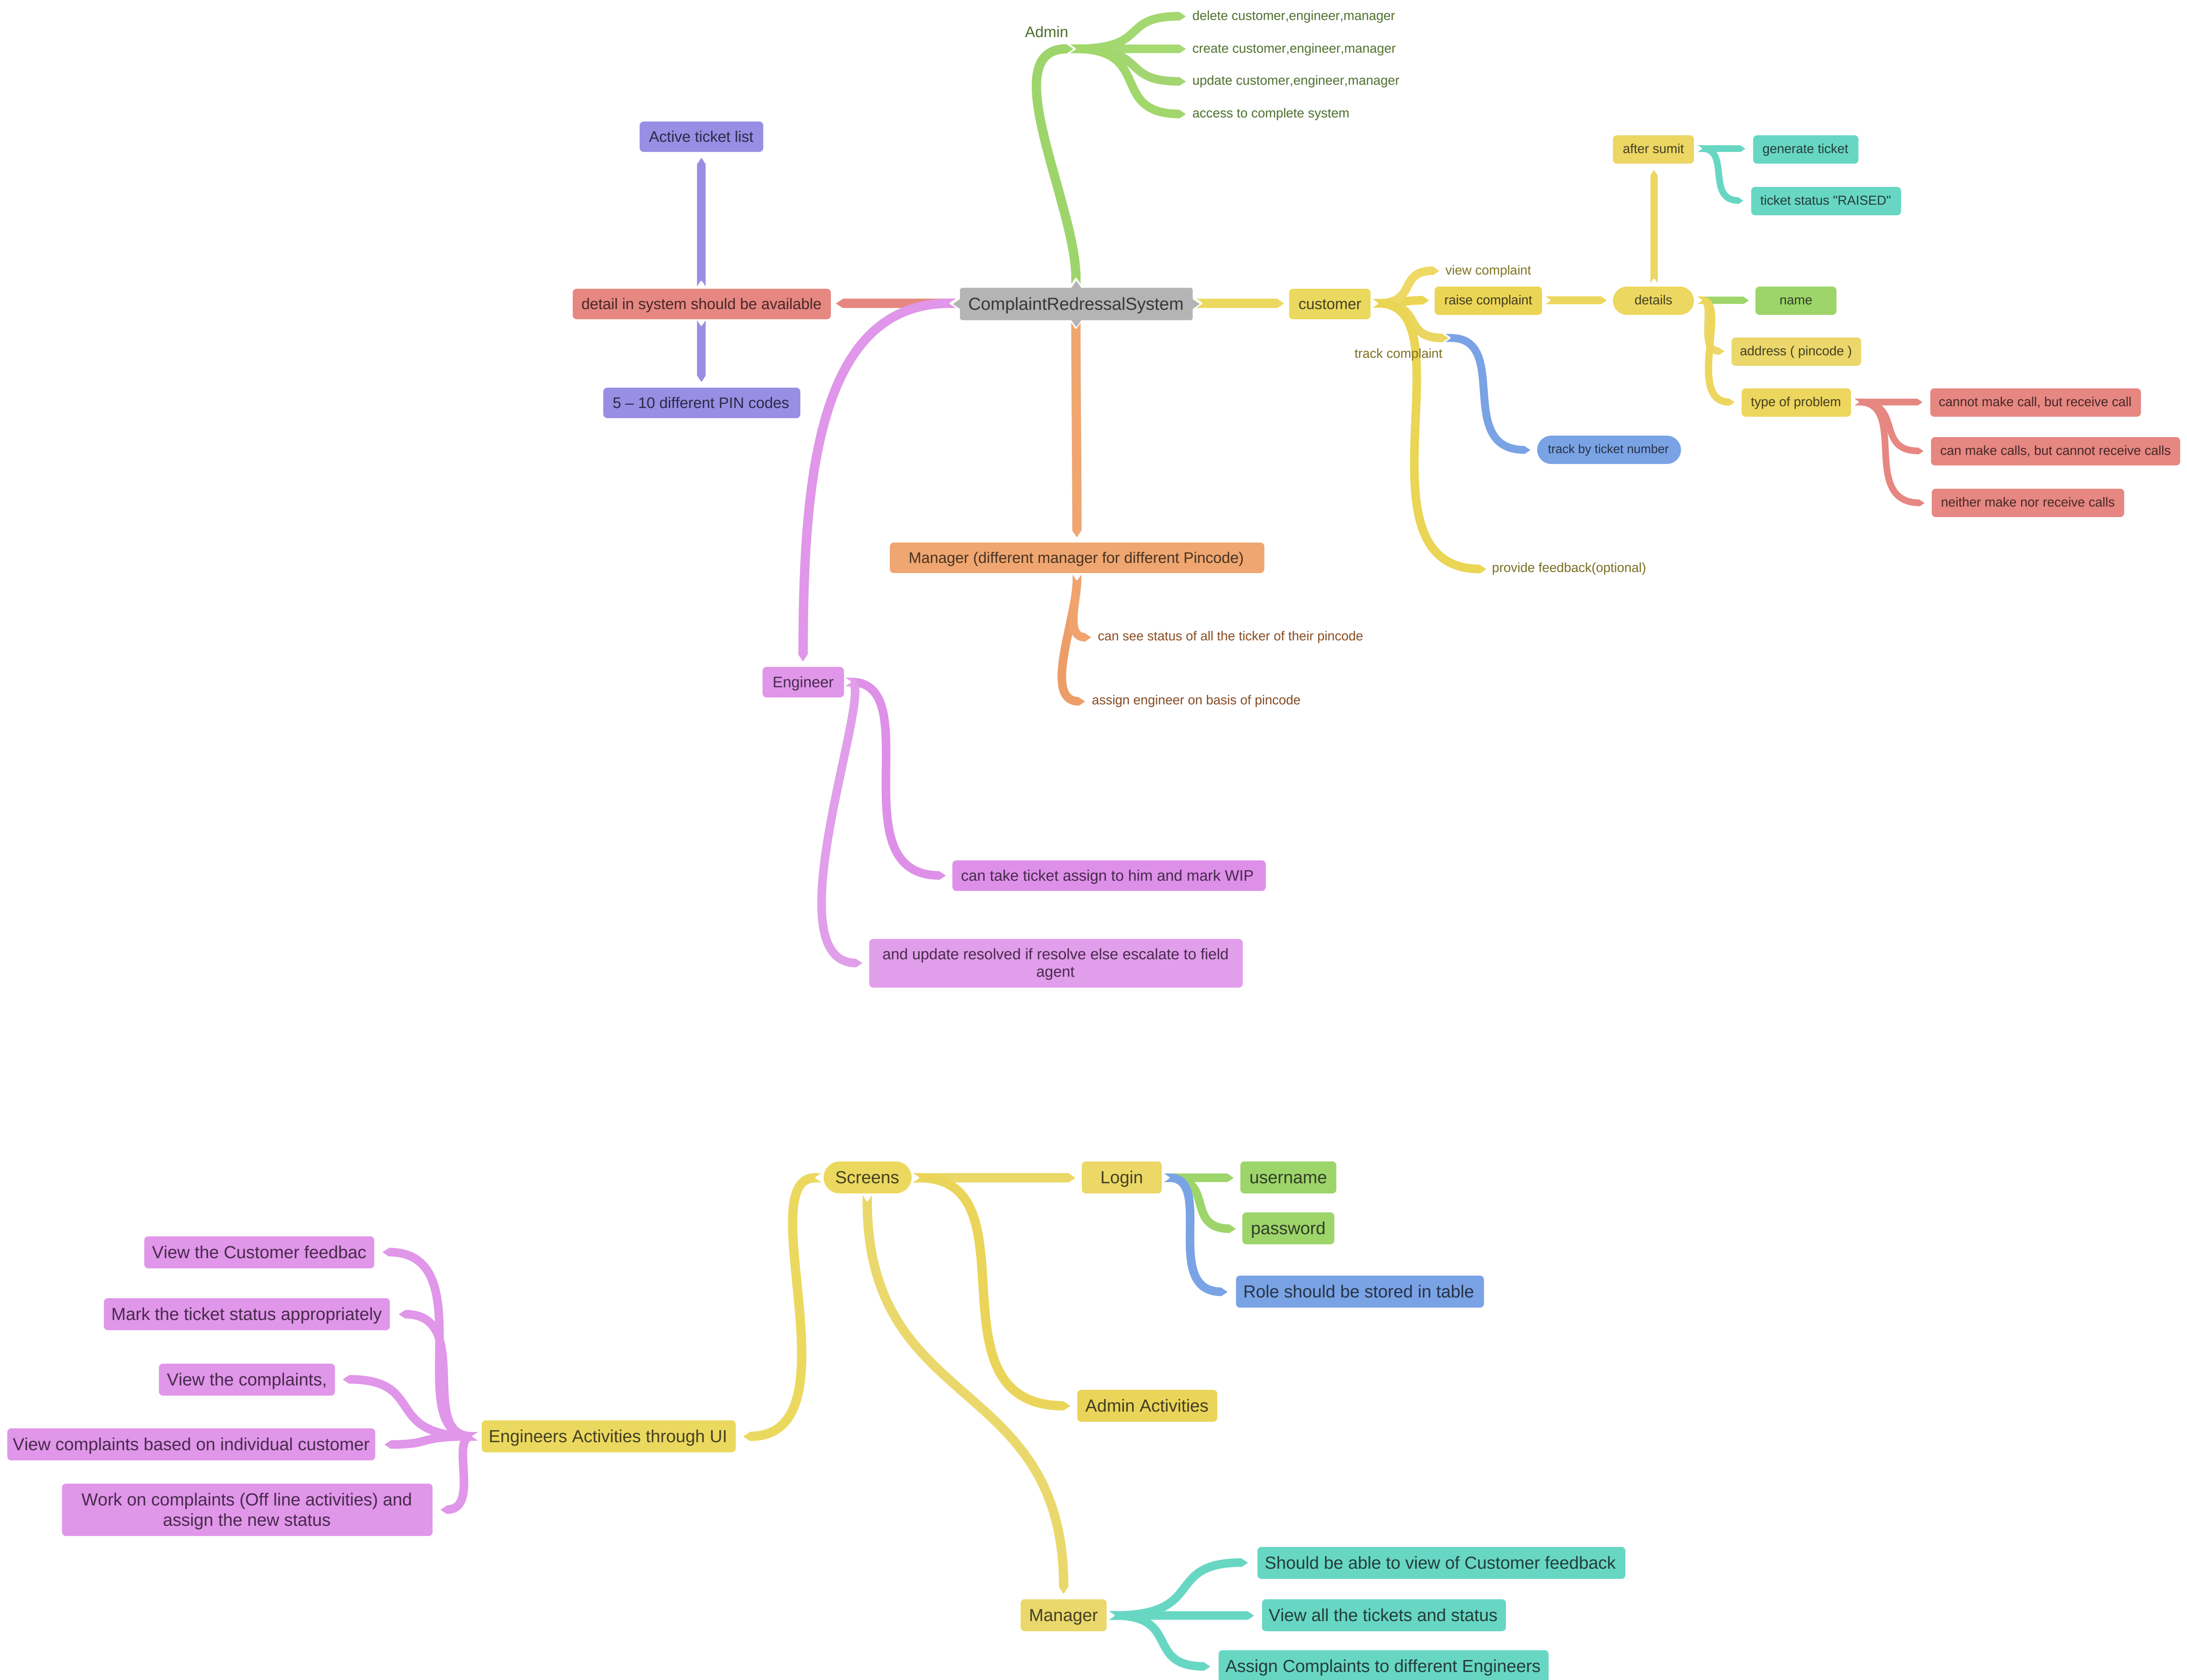 Admin
delete customer,engineer,manager
create customer,engineer,manager
update customer,engineer,manager
access to complete system
Active ticket list
detail in system should be available
5 – 10 different PIN codes
ComplaintRedressalSystem
customer
view complaint
raise complaint
track complaint
track by ticket number
provide feedback(optional)
details
after sumit
generate ticket
ticket status "RAISED"
name
address ( pincode )
type of problem
cannot make call, but receive call
can make calls, but cannot receive calls
neither make nor receive calls
Manager (different manager for different Pincode)
can see status of all the ticker of their pincode
assign engineer on basis of pincode
Engineer
can take ticket assign to him and mark WIP
and update resolved if resolve else escalate to field
agent
Screens
Login
username
password
Role should be stored in table
Admin Activities
Engineers Activities through UI
View the Customer feedbac
Mark the ticket status appropriately
View the complaints,
View complaints based on individual customer
Work on complaints (Off line activities) and
assign the new status
Manager
Should be able to view of Customer feedback
View all the tickets and status
Assign Complaints to different Engineers